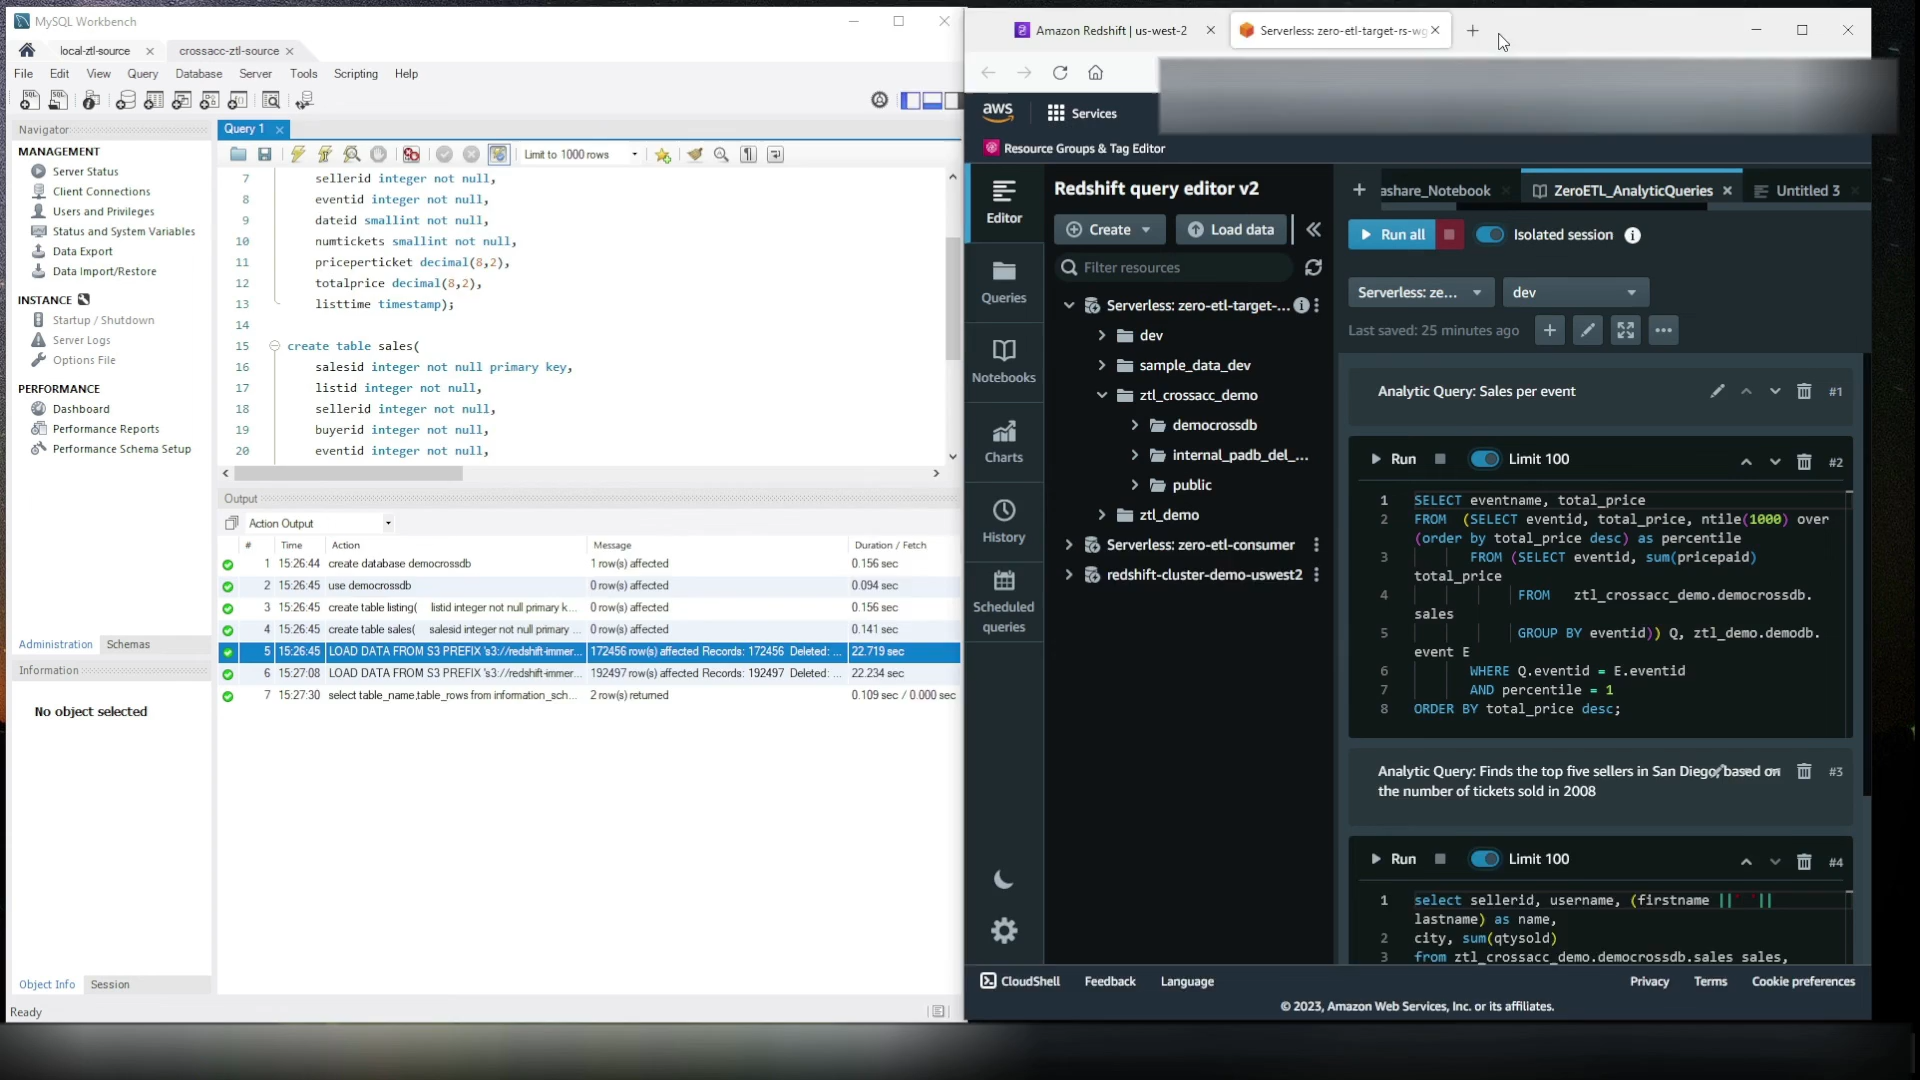 MySQL Workbench
local-ztl-source
crossacc-ztl-source
File Edit View Query Database Server Tools Scripting Help
Navigator
MANAGEMENT
Server Status
Client Connections
Users and Privileges
Status and System Variables
Data Export
Data Import/Restore
INSTANCE
Startup / Shutdown
Server Logs
Options File
PERFORMANCE
Dashboard
Performance Reports
Performance Schema Setup
Administration Schemas
Information
No object selected
Object Info Session
Ready
Query 1
Limit to 1000 rows
7 sellerid integer not null,
8 eventid integer not null,
9 dateid smallint not null,
10 numtickets smallint not null,
11 priceperticket decimal(8,2),
12 totalprice decimal(8,2),
13 listtime timestamp);
14
15 create table sales(
16 salesid integer not null primary key,
17 listid integer not null,
18 sellerid integer not null,
19 buyerid integer not null,
20 eventid integer not null,
Output
Action Output
# Time Action Message Duration / Fetch
1 15:26:44 create database democrossdb 1 row(s) affected 0.156 sec
2 15:26:45 use democrossdb 0 row(s) affected 0.094 sec
3 15:26:45 create table listing( listid integer not null primary k... 0 row(s) affected 0.156 sec
4 15:26:45 create table sales( salesid integer not null primary ... 0 row(s) affected 0.141 sec
5 15:26:45 LOAD DATA FROM S3 PREFIX 's3://redshift-immer... 172456 row(s) affected Records: 172456 Deleted: ... 22.719 sec
6 15:27:08 LOAD DATA FROM S3 PREFIX 's3://redshift-immer... 192497 row(s) affected Records: 192497 Deleted: ... 22.234 sec
7 15:27:30 select table_name,table_rows from information_sch... 2 row(s) returned 0.109 sec / 0.000 sec
Amazon Redshift | us-west-2
Serverless: zero-etl-target-rs-wg
aws
Services
Resource Groups & Tag Editor
Editor
Queries
Notebooks
Charts
History
Scheduled
queries
Redshift query editor v2
Create
Load data
Filter resources
Serverless: zero-etl-target-...
dev
sample_data_dev
ztl_crossacc_demo
democrossdb
internal_padb_del_...
public
ztl_demo
Serverless: zero-etl-consumer
redshift-cluster-demo-uswest2
ashare_Notebook
ZeroETL_AnalyticQueries
Untitled 3
Run all
Isolated session
Serverless: ze...
dev
Last saved: 25 minutes ago
Analytic Query: Sales per event
#1
Run Limit 100 #2
1 SELECT eventname, total_price
2 FROM (SELECT eventid, total_price, ntile(1000) over
(order by total_price desc) as percentile
3 FROM (SELECT eventid, sum(pricepaid)
total_price
4 FROM ztl_crossacc_demo.democrossdb.
sales
5 GROUP BY eventid)) Q, ztl_demo.demodb.
event E
6 WHERE Q.eventid = E.eventid
7 AND percentile = 1
8 ORDER BY total_price desc;
Analytic Query: Finds the top five sellers in San Diego, based on
the number of tickets sold in 2008
#3
Run Limit 100 #4
1 select sellerid, username, (firstname ||' '||
lastname) as name,
2 city, sum(qtysold)
3 from ztl_crossacc_demo.democrossdb.sales sales,
CloudShell Feedback Language
Privacy Terms Cookie preferences
© 2023, Amazon Web Services, Inc. or its affiliates.